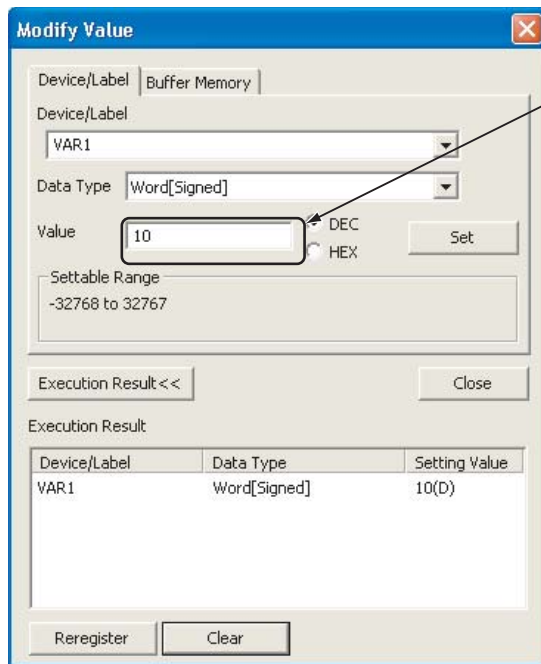 Modify Value
Device/Label Buffer Memory
Device/Label
VAR1
Data Type Word[Signed]
Value 10 DEC Set
HEX
Settable Range
-32768 to 32767
Execution Result<< Close
Execution Result
Device/Label Data Type Setting Value
VAR1 Word[Signed] 10(D)
Reregister Clear